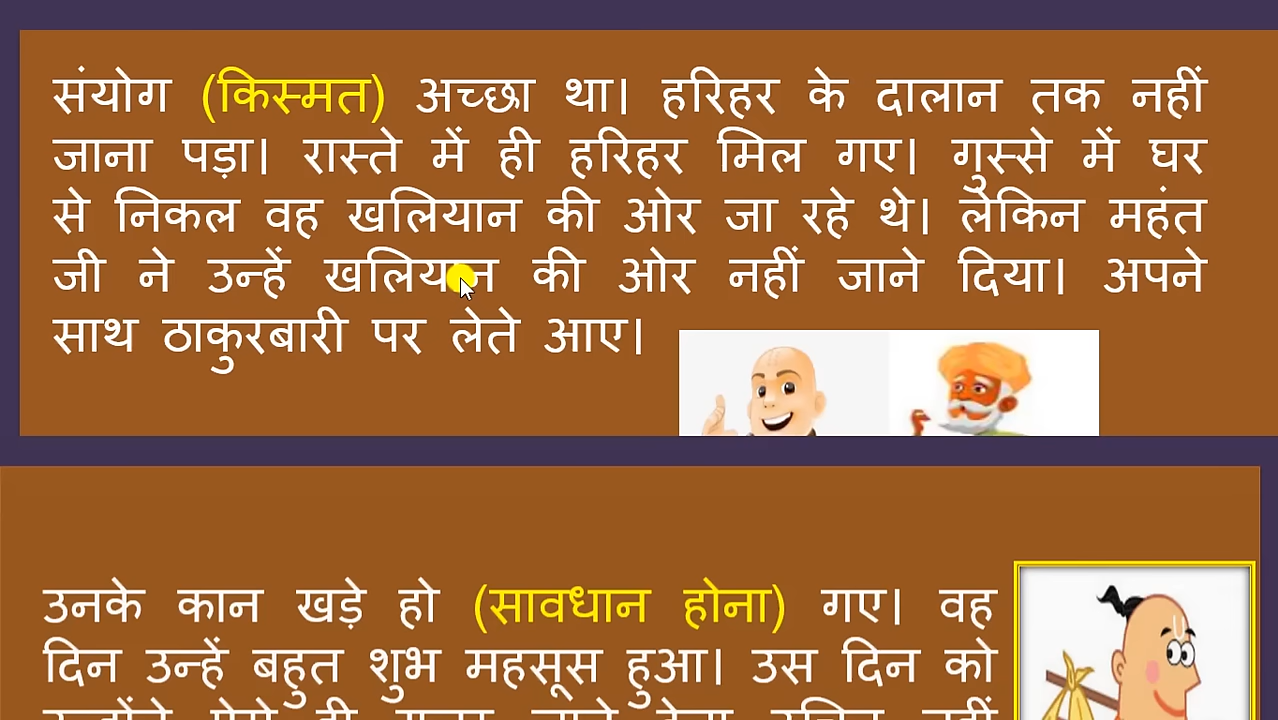 संयोग (किस्मत) अच्छा था। हरिहर के दालान तक नहीं
जाना पड़ा। रास्ते में ही हरिहर मिल गए। गुस्से में घर
से निकल वह खलियान की ओर जा रहे थे। लेकिन महंत
जी ने उन्हें खलियान की ओर नहीं जाने दिया। अपने
साथ ठाकुरबारी पर लेते आए।
उनके कान खड़े हो (सावधान होना) गए। वह
दिन उन्हें बहुत शुभ महसूस हुआ। उस दिन को